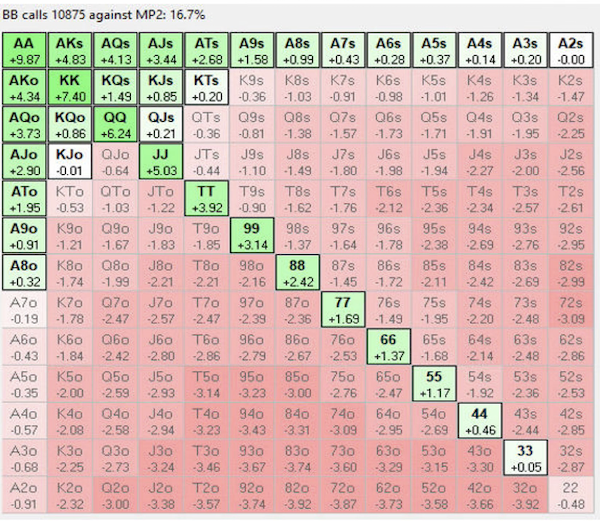 BB calls 10875 against MP2: 16.7%
AA AKs AQs AJs ATs A9s A8s A7s A6s A5s A4s A3s A2s
+9.87 +4.83 +4.13 +3.44 +2.68 +1.58 +0.99 +0.43 +0.28 +0.37 +0.14 +0.20 -0.00
AKo KK KQs KJs KTs K9s K8s K7s K6s K5s K4s K3s K2s
+4.34 +7.40 +1.49 +0.85 +0.20 -0.36 -1.03 -0.91 -0.98 -1.01 -1.26 -1.34 -1.47
AQo KQo QQ QJs QTs Q9s Q8s Q7s Q6s Q5s Q4s Q3s Q2s
+3.73 +0.86 +6.24 +0.21 -0.36 -0.81 -1.38 -1.57 -1.73 -1.71 -1.91 -1.95 -2.25
AJo KJo QJo JJ JTs J9s J8s J7s J6s J5s J4s J3s J2s
+2.90 -0.01 -0.64 +5.03 -0.44 -1.10 -1.49 -1.80 -1.98 -1.94 -2.27 -2.00 -2.56
ATo KTo QTo JTo TT T9s T8s T7s T6s T5s T4s T3s T2s
+1.95 -0.53 -1.03 -1.22 +3.92 -0.90 -1.62 -1.76 -2.12 -2.36 -2.34 -2.57 -2.61
A9o K9o Q9o J9o T9o 99 98s 97s 96s 95s 94s 93s 92s
+0.91 -1.21 -1.67 -1.83 -1.85 +3.14 -1.37 -1.64 -1.78 -2.38 -2.69 -2.76 -2.95
A8o K8o Q8o J8o T8o 98o 88 87s 86s 85s 84s 83s 82s
+0.32 -1.74 -1.99 -2.21 -2.21 -2.16 +2.42 -1.45 -1.72 -2.11 -2.42 -2.69 -2.99
A7o K7o Q7o J7o T7o 97o 87o 77 76s 75s 74s 73s 72s
-0.19 -1.78 -2.47 -2.57 -2.47 -2.39 -2.36 +1.69 -1.49 -1.95 -2.20 -2.48 -3.09
A6o K6o Q6o J6o T6o 96o 86o 76o 66 65s 64s 63s 62s
-0.43 -1.84 -2.42 -2.80 -2.86 -2.79 -2.67 -2.53 +1.37 -1.68 -2.14 -2.48 -2.86
A5o K5o Q5o J5o T5o 95o 85o 75o 65o 55 54s 53s 52s
-0.35 -2.00 -2.59 -2.93 -3.14 -3.23 -3.00 -2.76 -2.47 +1.17 -1.92 -2.36 -2.53
A4o K4o Q4o J4o T4o 94o 84o 74o 64o 54o 44 43s 42s
-0.57 -2.08 -2.58 -2.94 -3.23 -3.43 -3.31 -3.09 -2.95 -2.69 +0.46 -2.44 -2.85
A3o K3o Q3o J3o T3o 93o 83o 73o 63o 53o 43o 33 32s
-0.68 -2.25 -2.73 -3.24 -3.46 -3.67 -3.74 -3.60 -3.29 -3.15 -3.30 +0.05 -2.87
A2o K2o Q2o J2o T2o 92o 82o 72o 62o 52o 42o 32o 22
-0.91 -2.32 -3.00 -3.38 -3.57 -3.74 -3.92 -3.87 -3.73 -3.58 -3.66 -3.92 -0.48